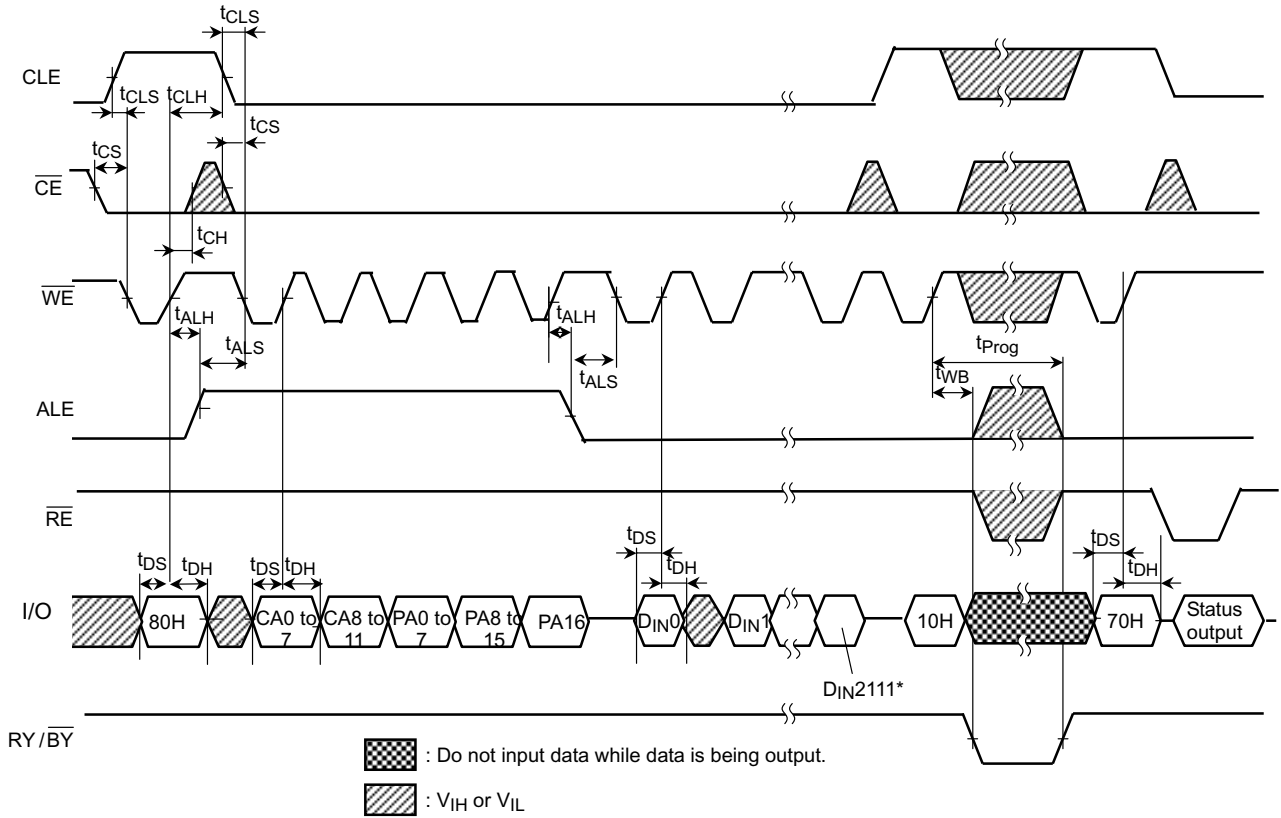 tCLS
CLE
tCLS tCLH
tCS
tCS
CE
tCH
WE
tALH tALH
tALS tProg
tALS tWB
ALE
RE
tDS tDH tDS tDH tDS tDH tDS tDH
I/O
80H CA0 to 7 CA8 to 11 PA0 to 7 PA8 to 15 PA16 DIN0 DIN1 10H 70H Status output
DIN2111*
RY/BY
: Do not input data while data is being output.
: VIH or VIL